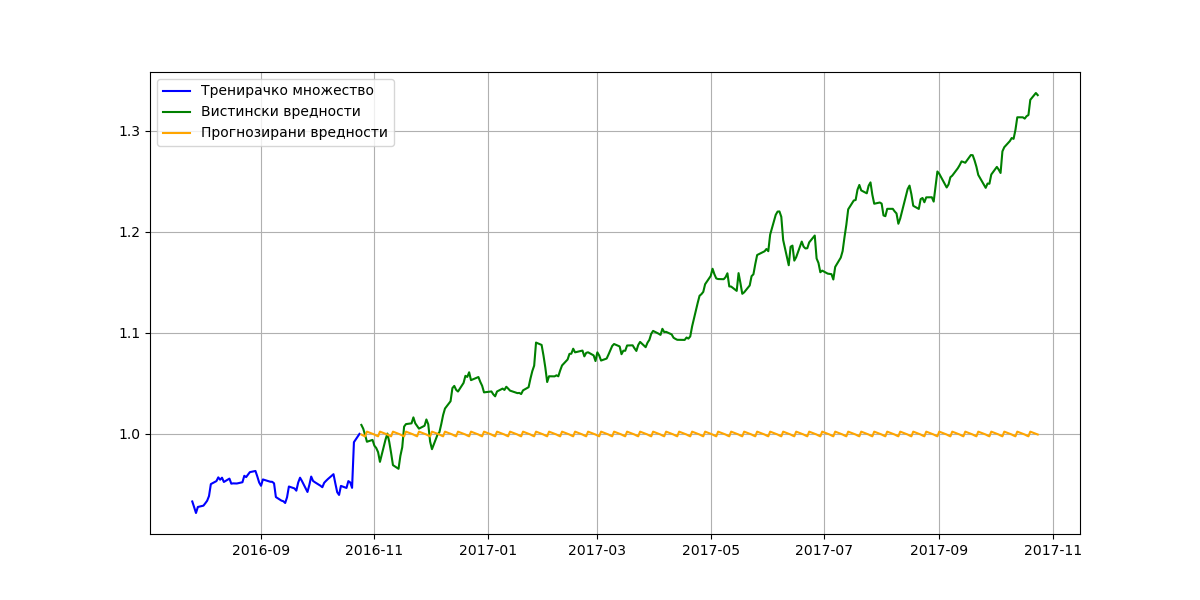 Тренирачко множество
Вистински вредности
Прогнозирани вредности
1.3
1.2
1.1
1.0
2016-09 2016-11 2017-01 2017-03 2017-05 2017-07 2017-09 2017-11